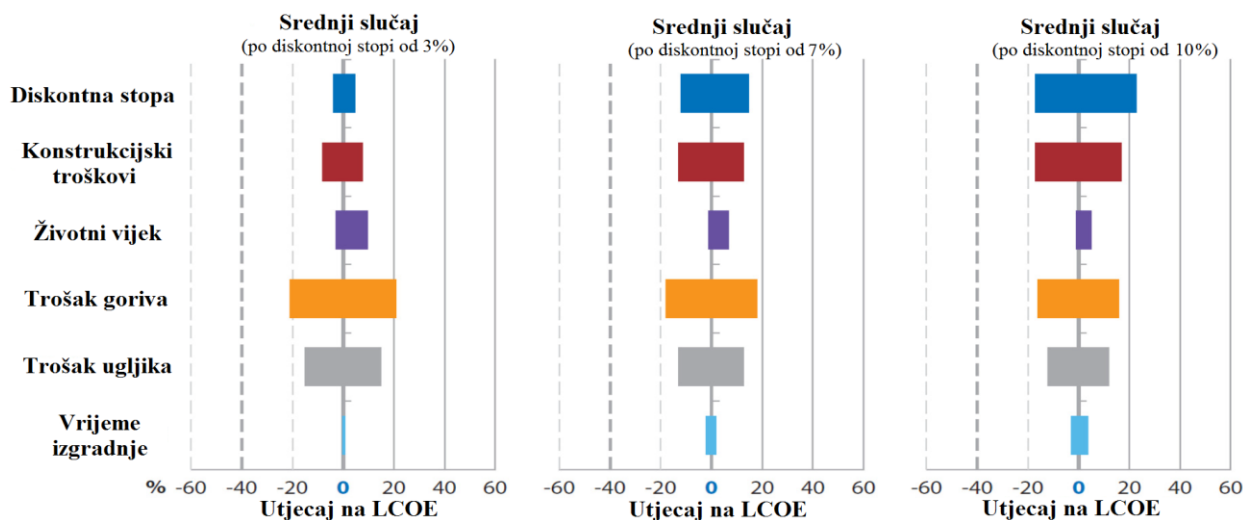 Srednji slučaj
(po diskontnoj stopi od 3%)
Srednji slučaj
(po diskontnoj stopi od 7%)
Srednji slučaj
(po diskontnoj stopi od 10%)
Diskontna stopa
Konstrukcijski
troškovi
Životni vijek
Trošak goriva
Trošak ugljika
Vrijeme
izgradnje
% -60 -40 -20 0 20 40 60
-60 -40 -20 0 20 40 60
-60 -40 -20 0 20 40 60
Utjecaj na LCOE
Utjecaj na LCOE
Utjecaj na LCOE